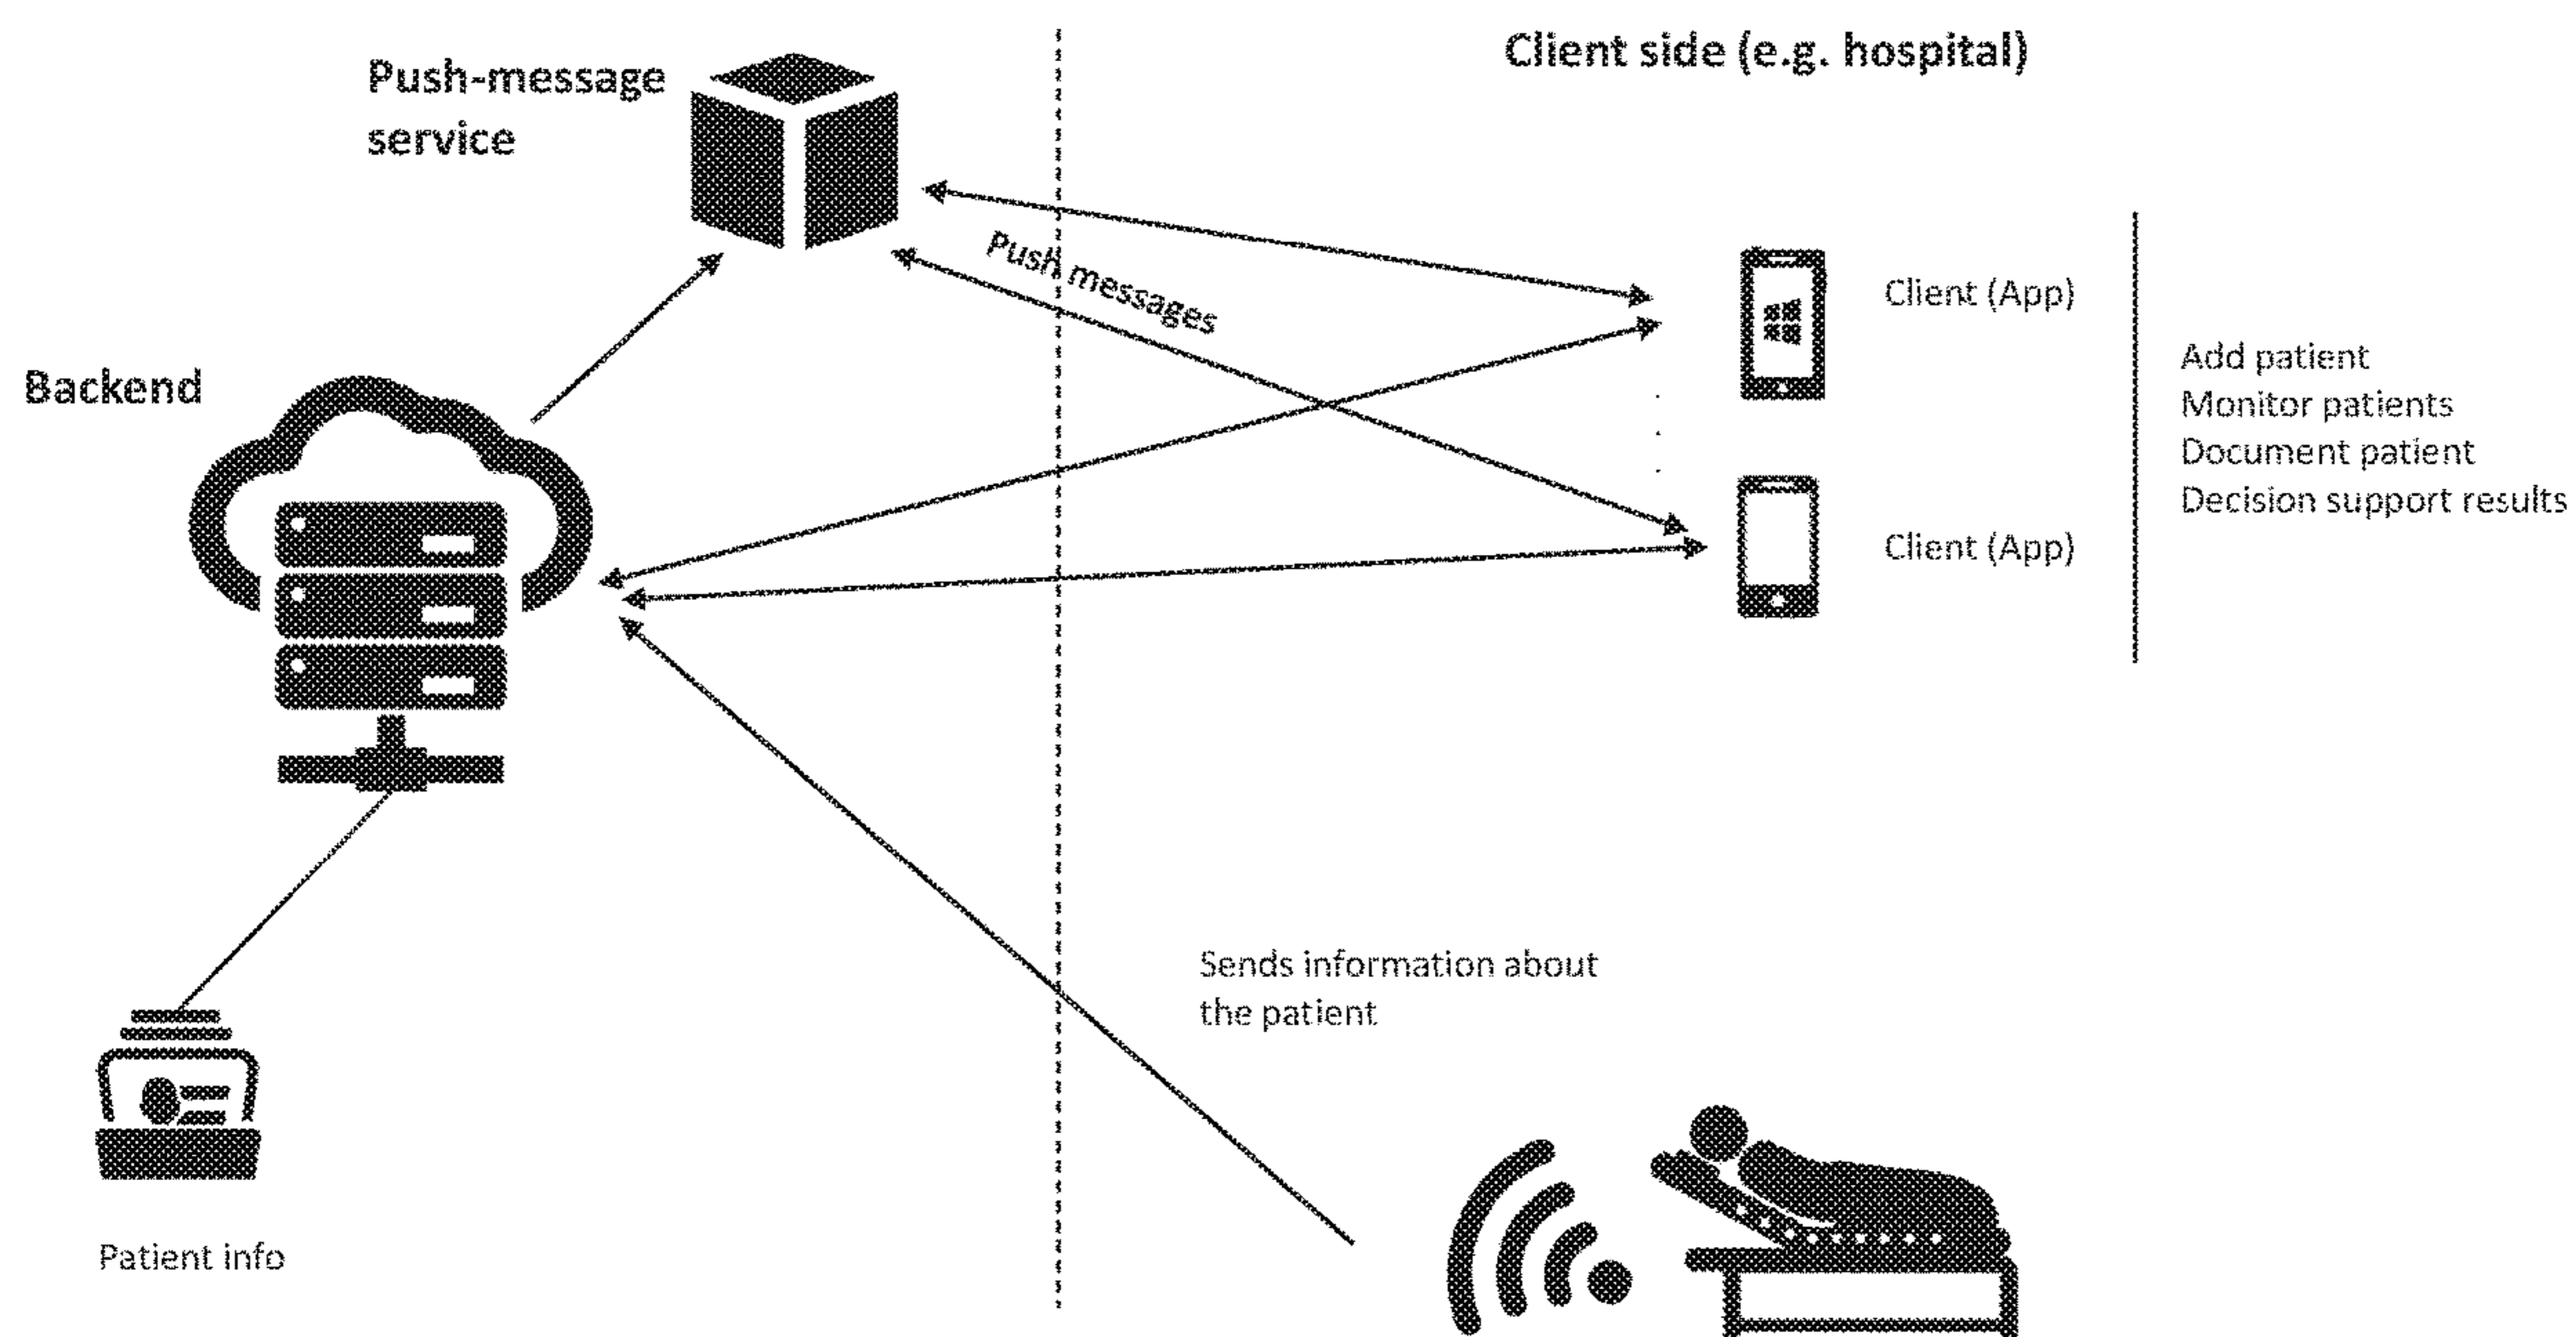 Client side (e.g. hospital)
Push-message
service
Push messages
Client (App)
Add patient
Monitor patients
Document patient
Decision support results
Backend
Client (App)
Sends information about
the patient
Patient info